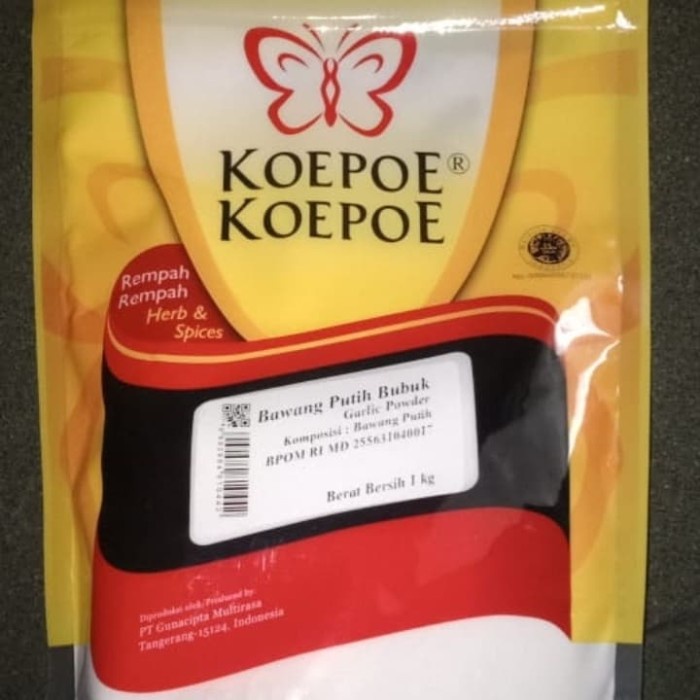 KOEPOE®
KOEPOE
Rempah
Rempah
Herb &
Spices
Bawang Putih Bubuk
Garlic Powder
Komposisi : Bawang Putih
BPOM RI MD 255631040017
Berat Bersih 1 kg
Diproduksi oleh/Produced by:
PT Gunacipta Multirasa
Tangerang-15124, Indonesia